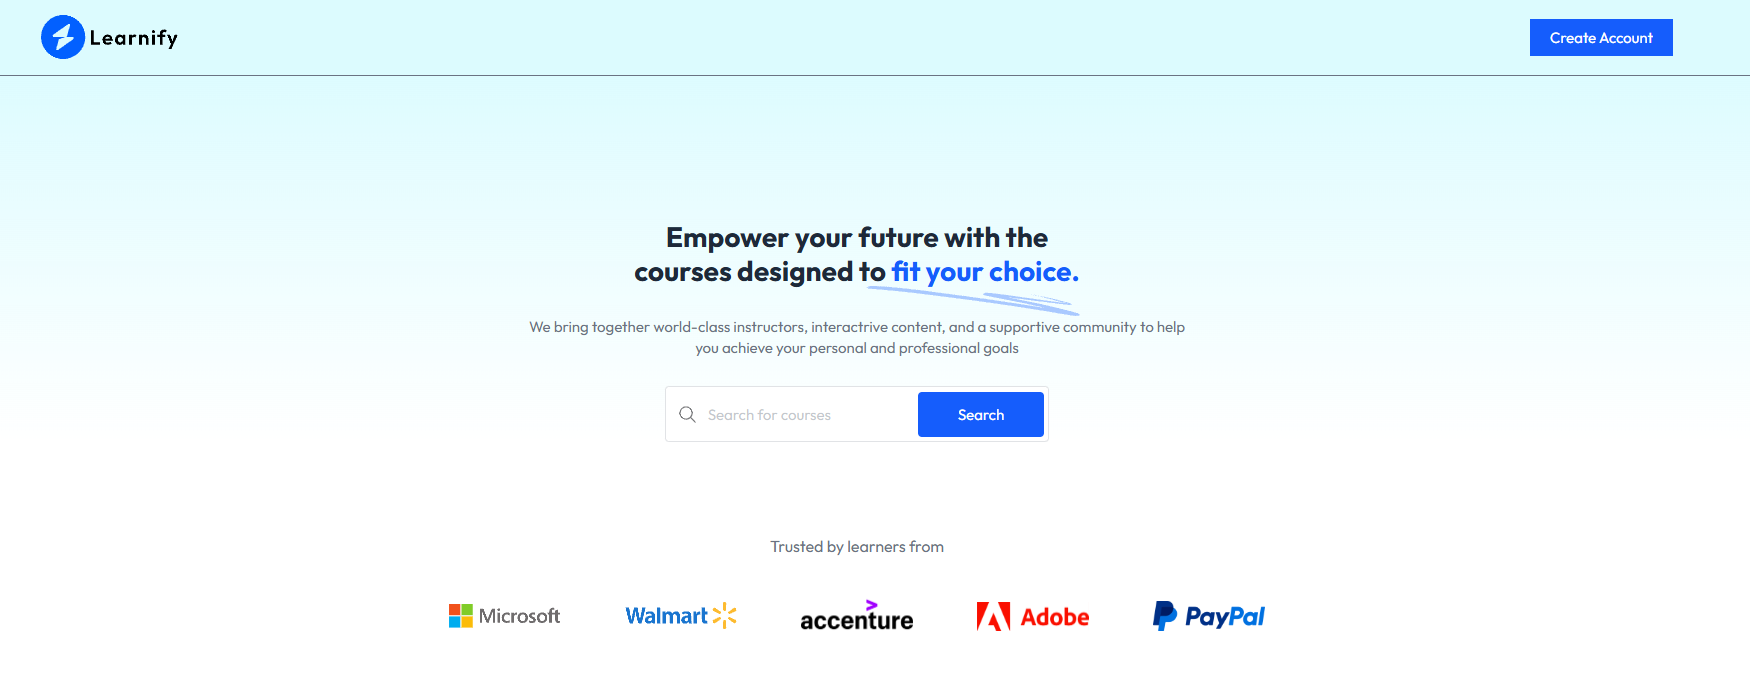 Learnify
Create Account
Empower your future with the
courses designed to fit your choice.
We bring together world-class instructors, interactrive content, and a supportive community to help
you achieve your personal and professional goals
Search for courses
Search
Trusted by learners from
Microsoft
Walmart
accenture
Adobe
PayPal